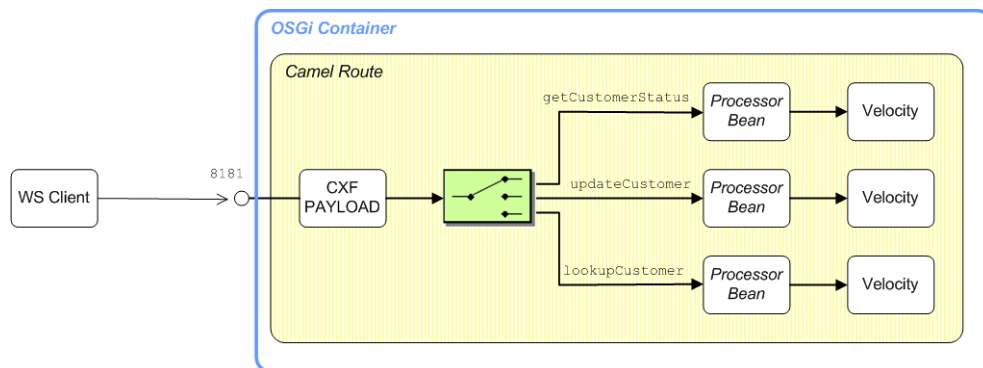 OSGi Container
Camel Route
getCustomerStatus
Processor
Bean
Velocity
8181
WS Client
CXF
PAYLOAD
updateCustomer
Processor
Bean
Velocity
lookupCustomer
Processor
Bean
Velocity